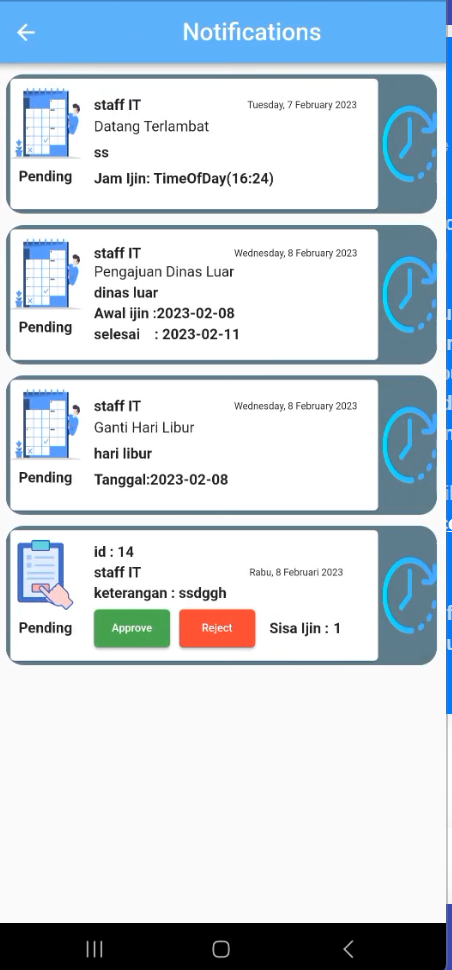 Notifications
staff IT
Tuesday, 7 February 2023
Datang Terlambat
ss
Pending
Jam Ijin: TimeOfDay(16:24)
staff IT
Wednesday, 8 February 2023
Pengajuan Dinas Luar
dinas luar
Awal ijin :2023-02-08
Pending
selesai : 2023-02-11
staff IT
Wednesday, 8 February 2023
Ganti Hari Libur
hari libur
Pending
Tanggal:2023-02-08
id : 14
staff IT
Rabu, 8 Februari 2023
keterangan : ssdggh
Pending
Approve
Reject
Sisa Ijin : 1